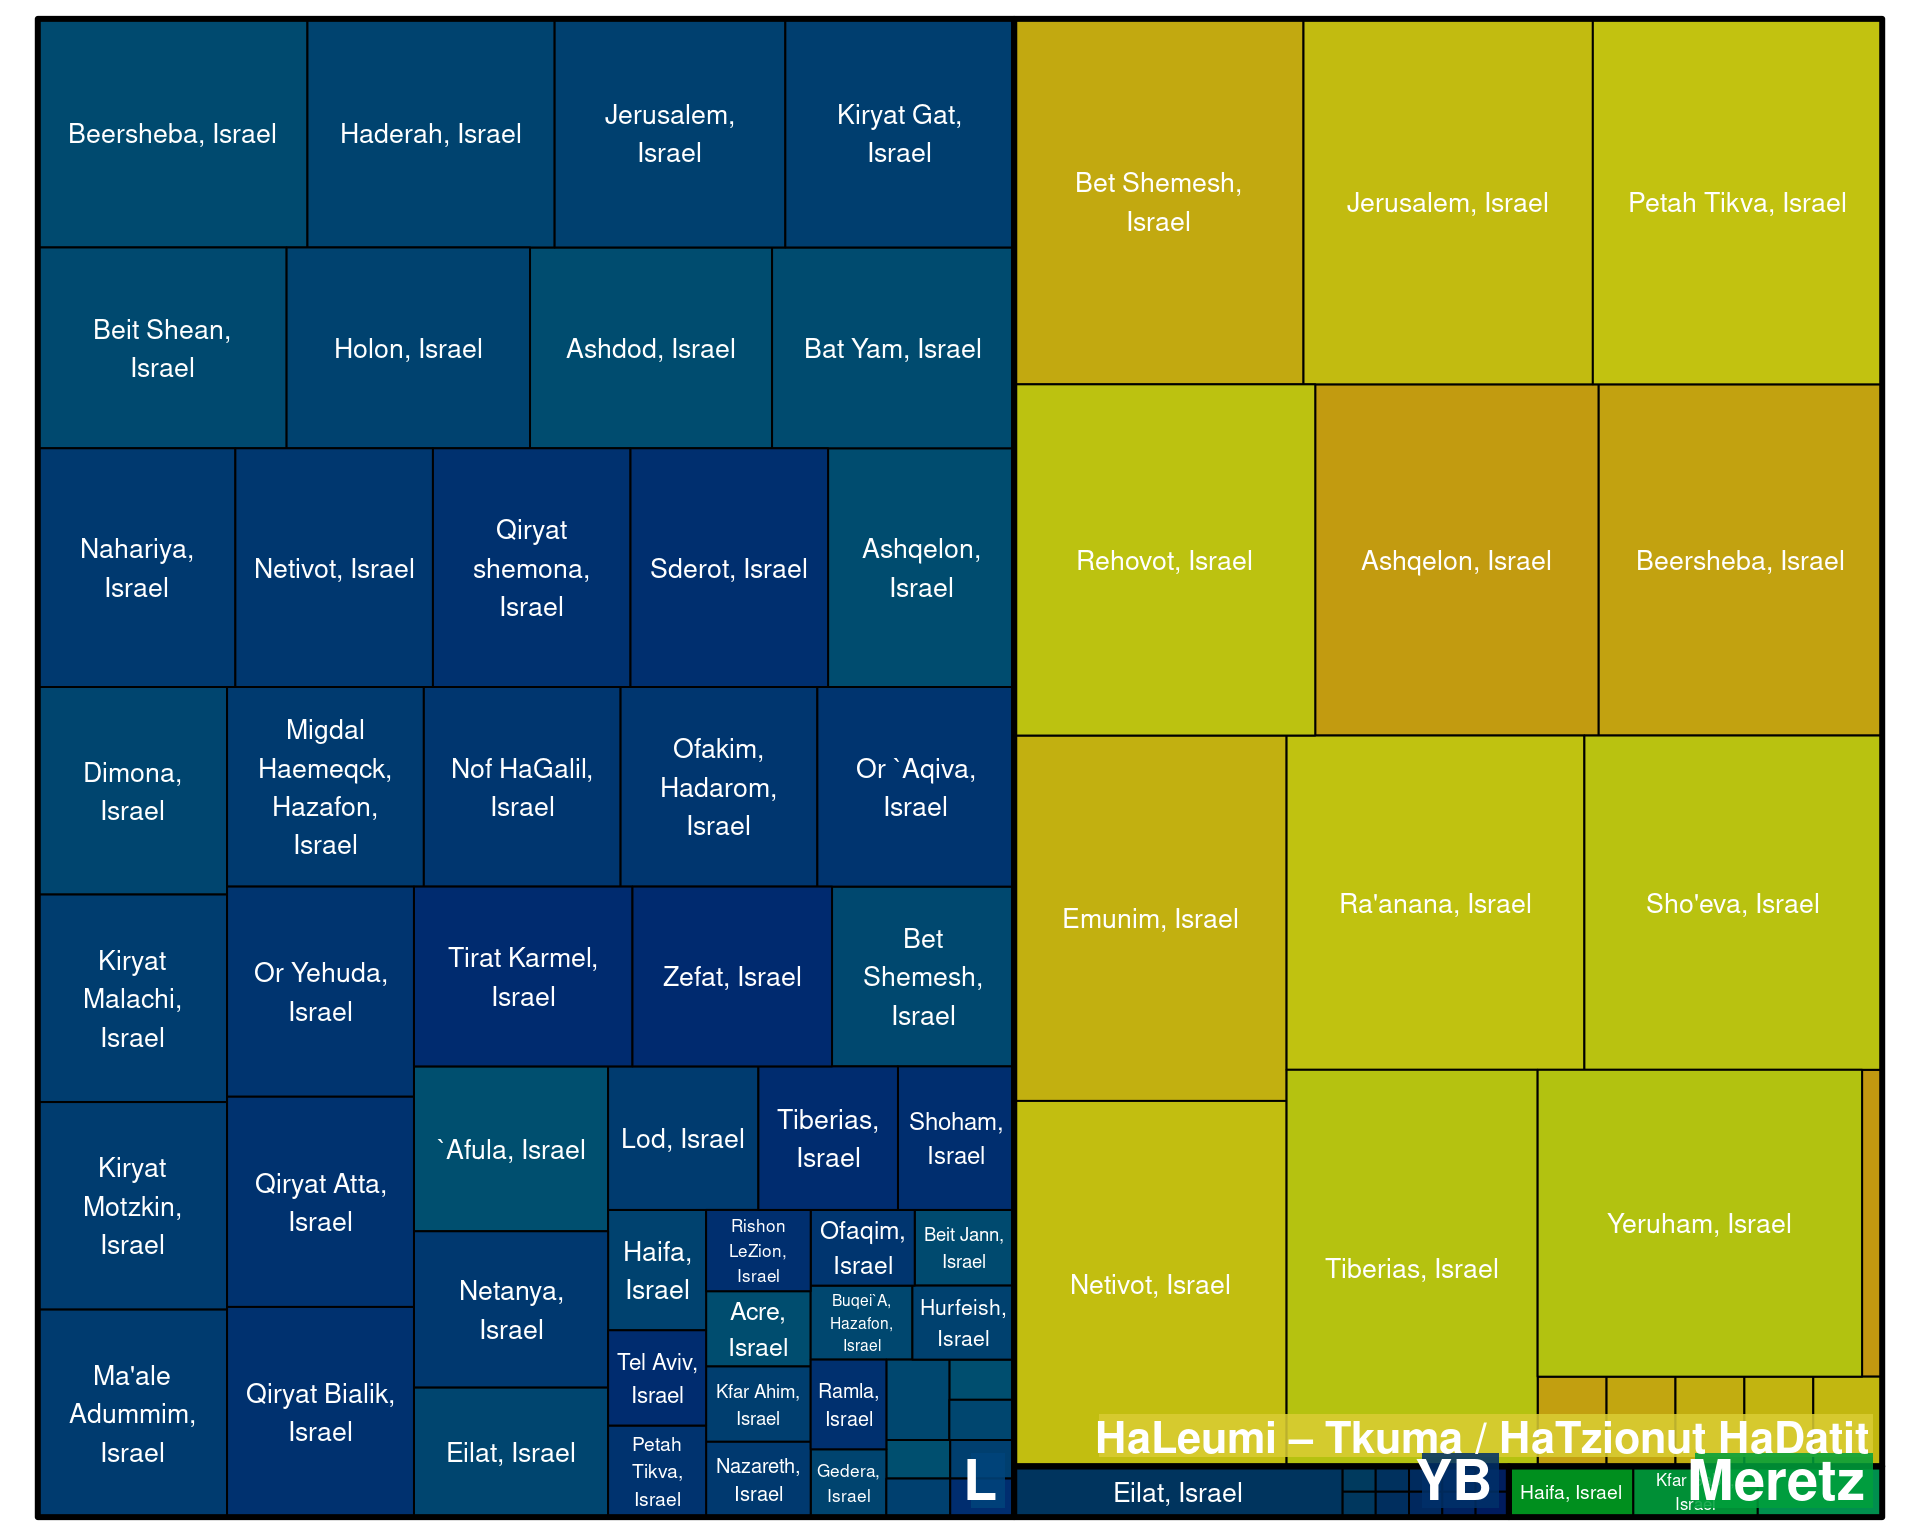 Beersheba, Israel
Haderah, Israel
Jerusalem,
Israel
Kiryat Gat,
Israel
Beit Shean,
Israel
Holon, Israel
Ashdod, Israel
Bat Yam, Israel
Nahariya,
Israel
Netivot, Israel
Qiryat
shemona,
Israel
Sderot, Israel
Ashqelon,
Israel
Dimona,
Israel
Migdal
Haemeqck,
Hazafon,
Israel
Nof HaGalil,
Israel
Ofakim,
Hadarom,
Israel
Or `Aqiva,
Israel
Kiryat
Malachi,
Israel
Or Yehuda,
Israel
Tirat Karmel,
Israel
Zefat, Israel
Bet
Shemesh,
Israel
Kiryat
Motzkin,
Israel
Qiryat Atta,
Israel
`Afula, Israel
Lod, Israel
Tiberias,
Israel
Shoham,
Israel
Ma'ale
Adummim,
Israel
Qiryat Bialik,
Israel
Netanya,
Israel
Eilat, Israel
Haifa,
Israel
Tel Aviv,
Israel
Petah
Tikva,
Israel
Rishon
LeZion,
Israel
Acre,
Israel
Kfar Ahim,
Israel
Nazareth,
Israel
Ofaqim,
Israel
Beit Jann,
Israel
Buqei`A,
Hazafon,
Israel
Hurfeish,
Israel
Ramla,
Israel
Gedera,
Israel
L
Bet Shemesh,
Israel
Jerusalem, Israel
Petah Tikva, Israel
Rehovot, Israel
Ashqelon, Israel
Beersheba, Israel
Emunim, Israel
Ra'anana, Israel
Sho'eva, Israel
Netivot, Israel
Tiberias, Israel
Yeruham, Israel
HaLeumi – Tkuma / HaTzionut HaDatit
Eilat, Israel
YB
Haifa, Israel
Kfar
Israel
Meretz